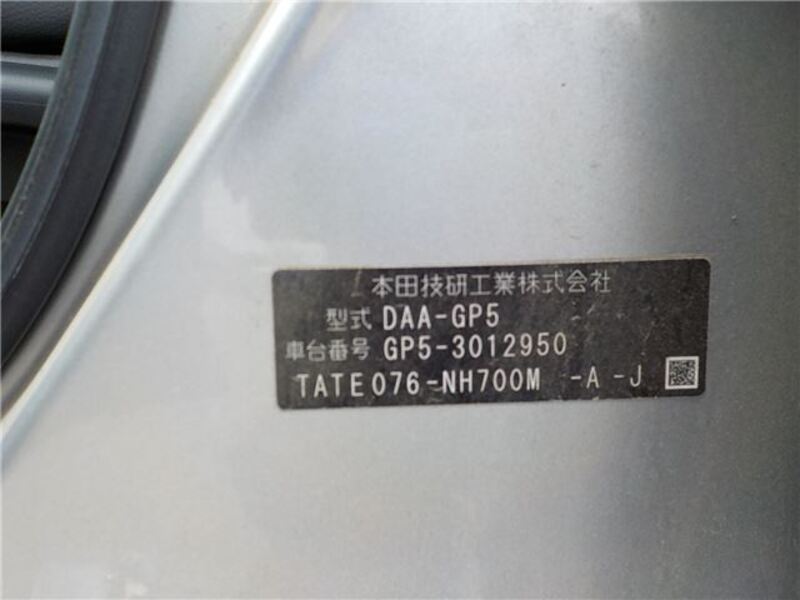 本田技研工業株式会社
型式 DAA-GP5
車台番号 GP5-3012950
TATE076-NH700M -A -J